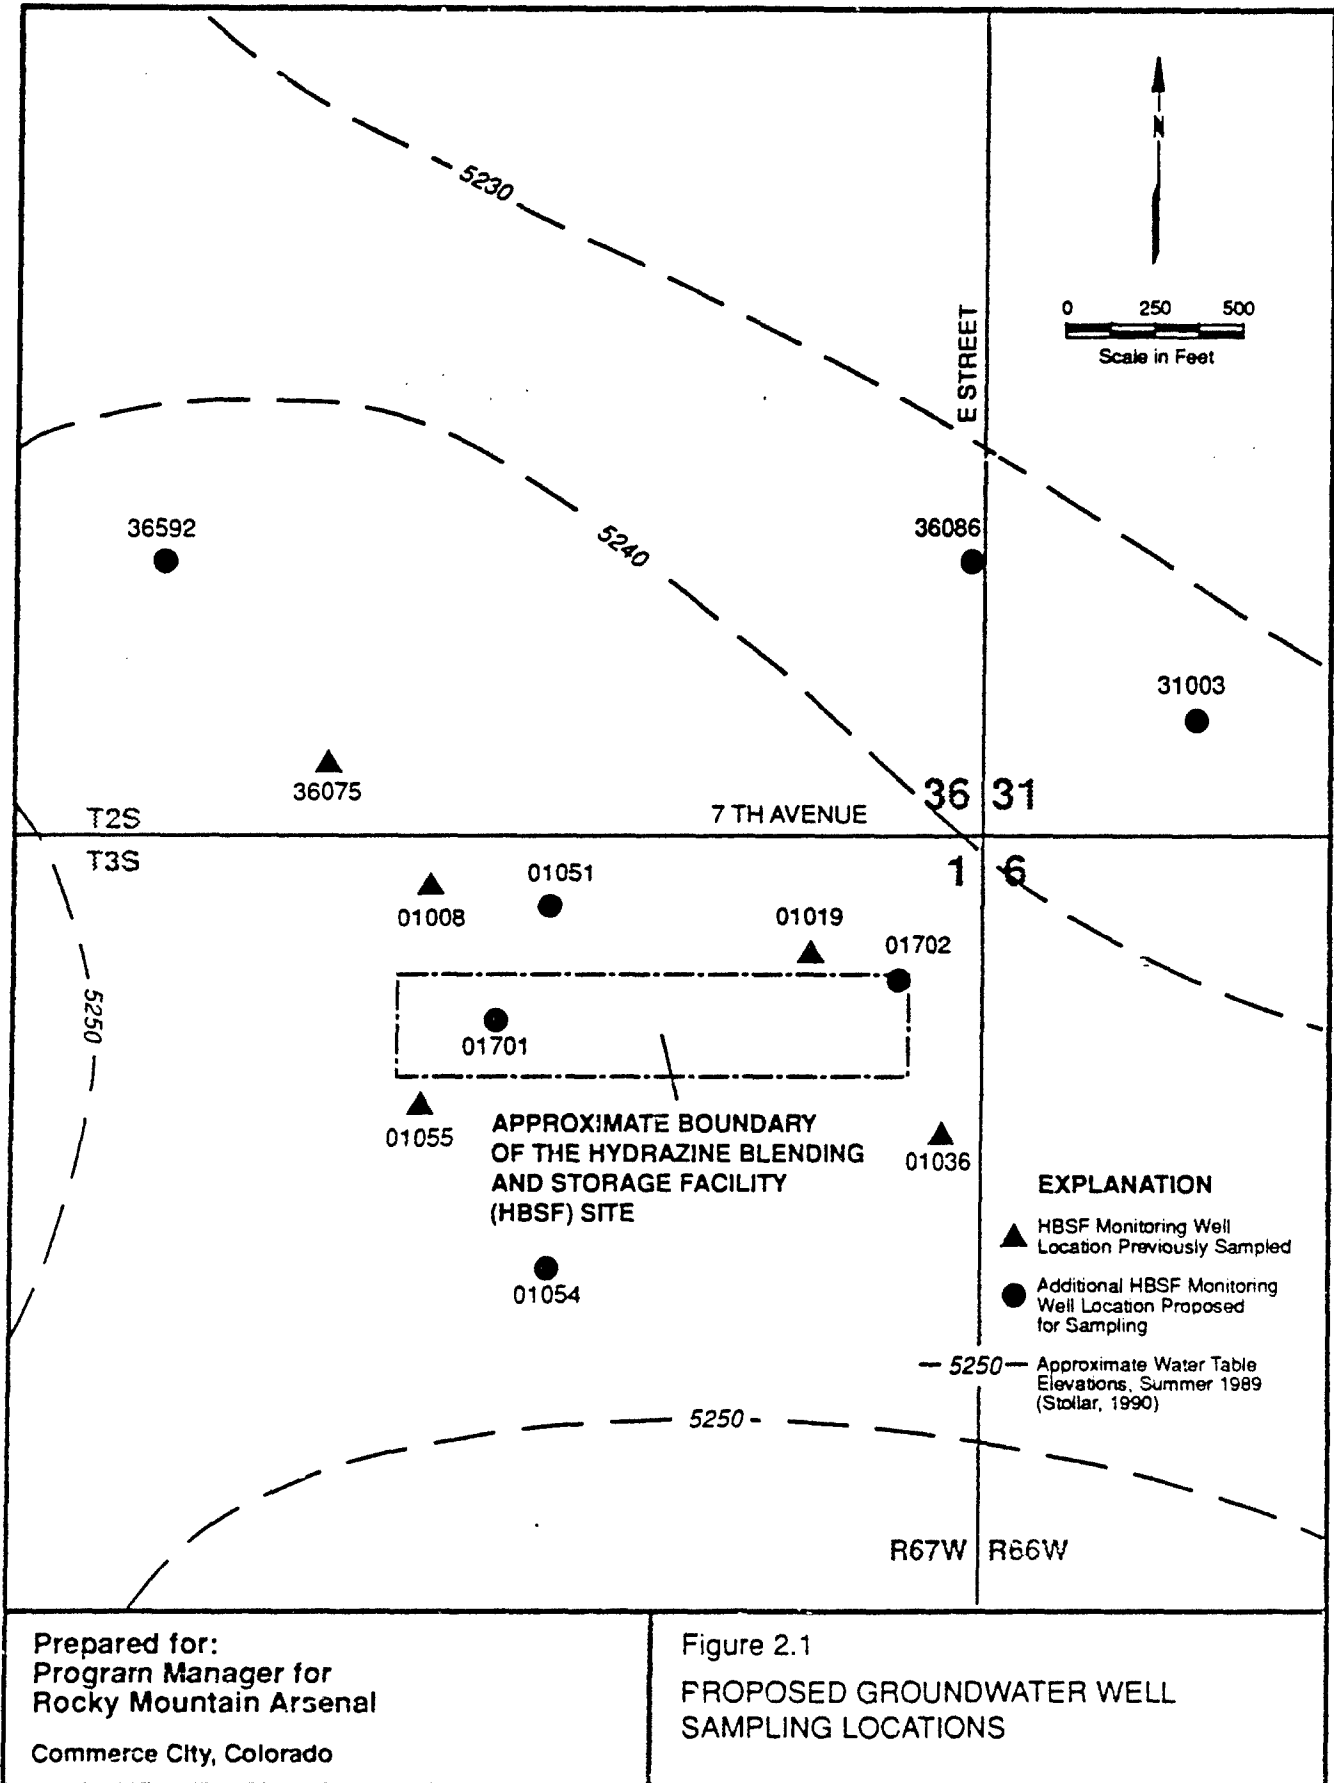 5230
N
0 250 500
Scale in Feet
E STREET
36592
5240
36086
31003
36075
36 31
7 TH AVENUE
T2S
T3S
1 6
01051
01008
01019
01702
5250
01701
01055
APPROXIMATE BOUNDARY
OF THE HYDRAZINE BLENDING
AND STORAGE FACILITY
(HBSF) SITE
01036
01054
EXPLANATION
HBSF Monitoring Well
Location Previously Sampled
Additional HBSF Monitoring
Well Location Proposed
for Sampling
5250
Approximate Water Table
Elevations, Summer 1989
(Stollar, 1990)
5250
R67W R66W
Prepared for:
Program Manager for
Rocky Mountain Arsenal
Commerce City, Colorado
Figure 2.1
PROPOSED GROUNDWATER WELL
SAMPLING LOCATIONS